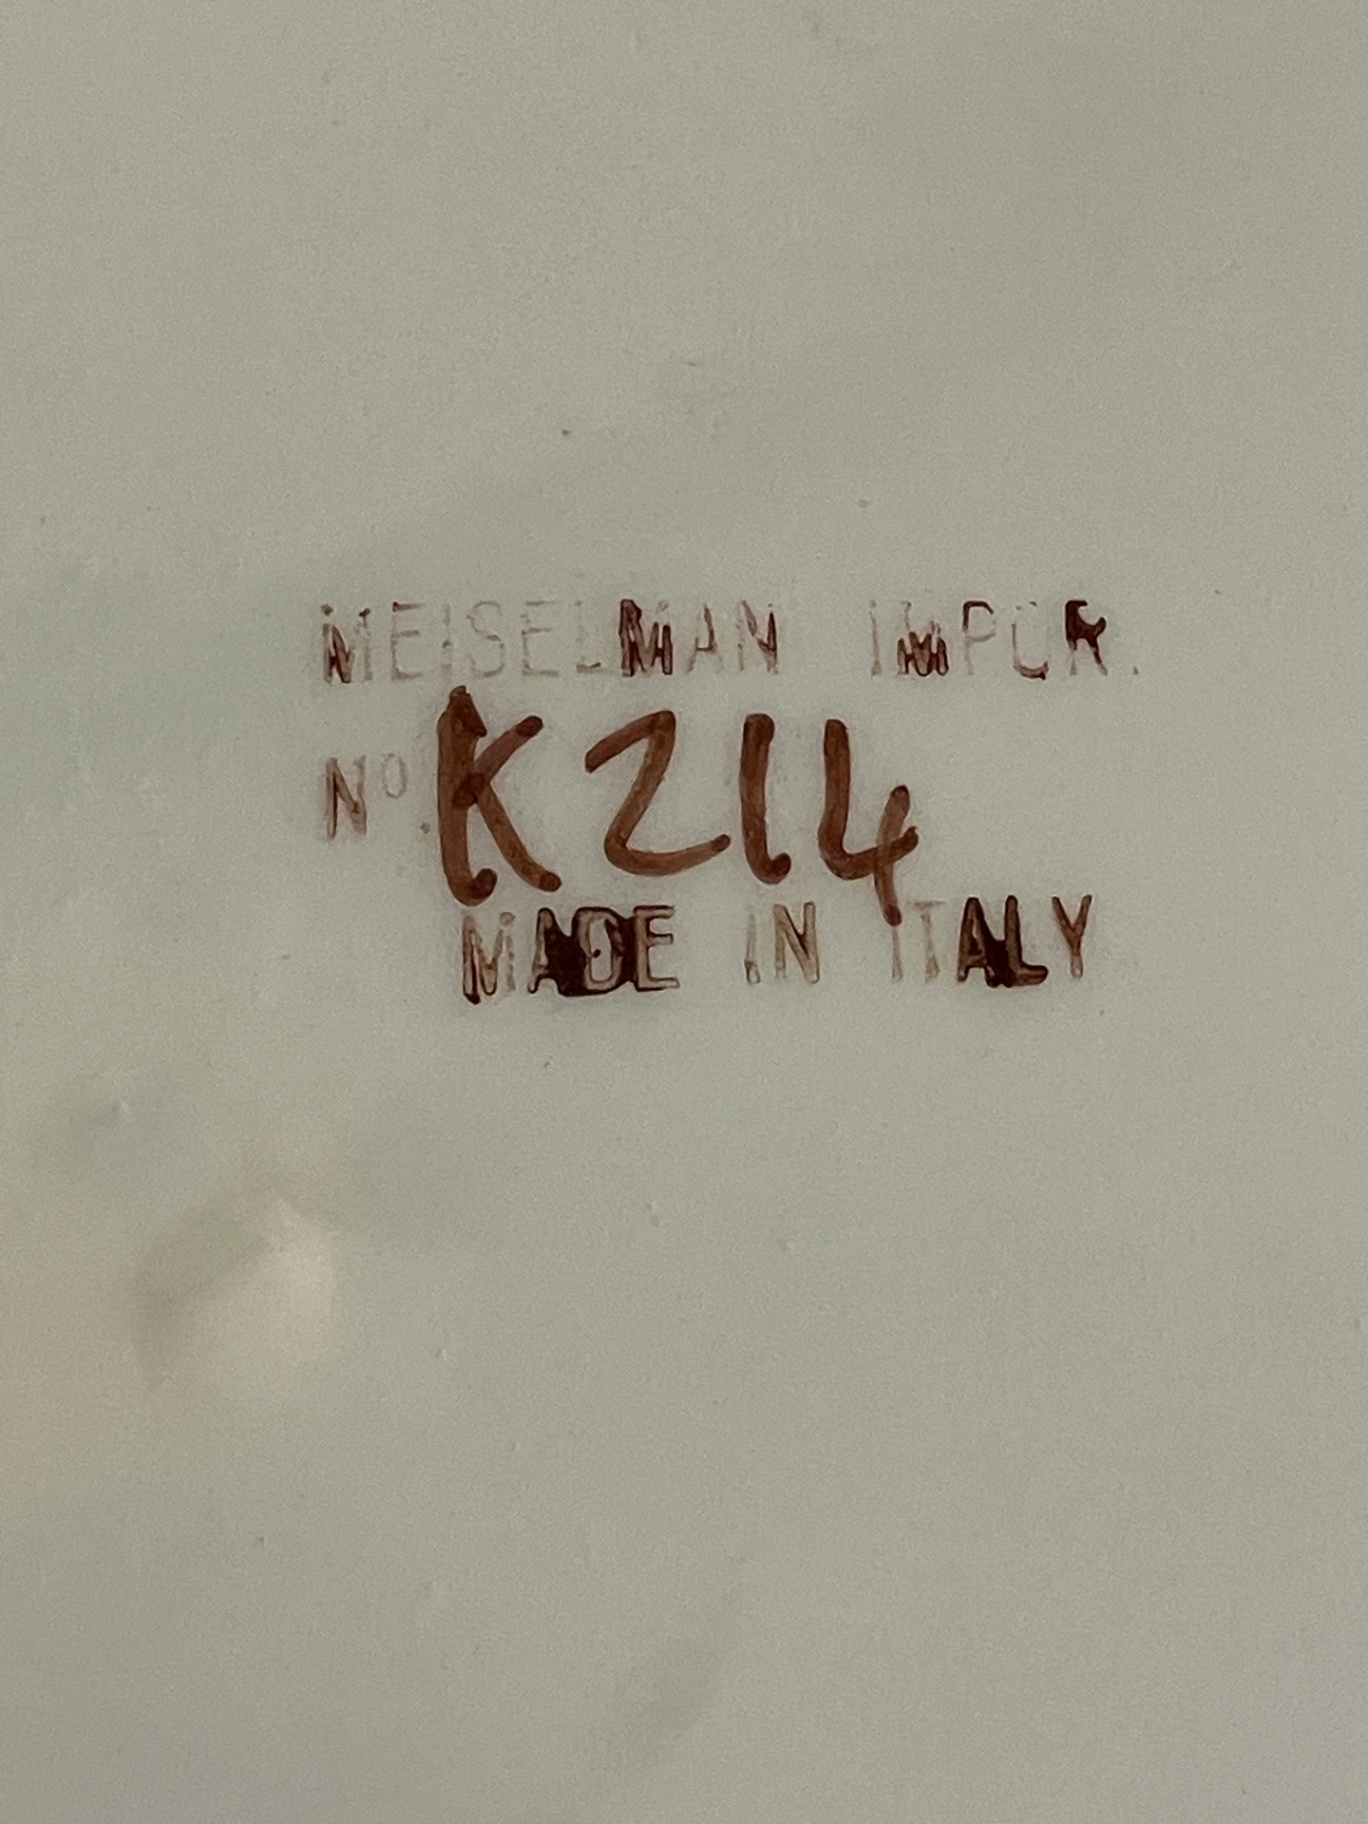 MEISELMAN IMPOR.
Nº. K214
MADE IN ITALY